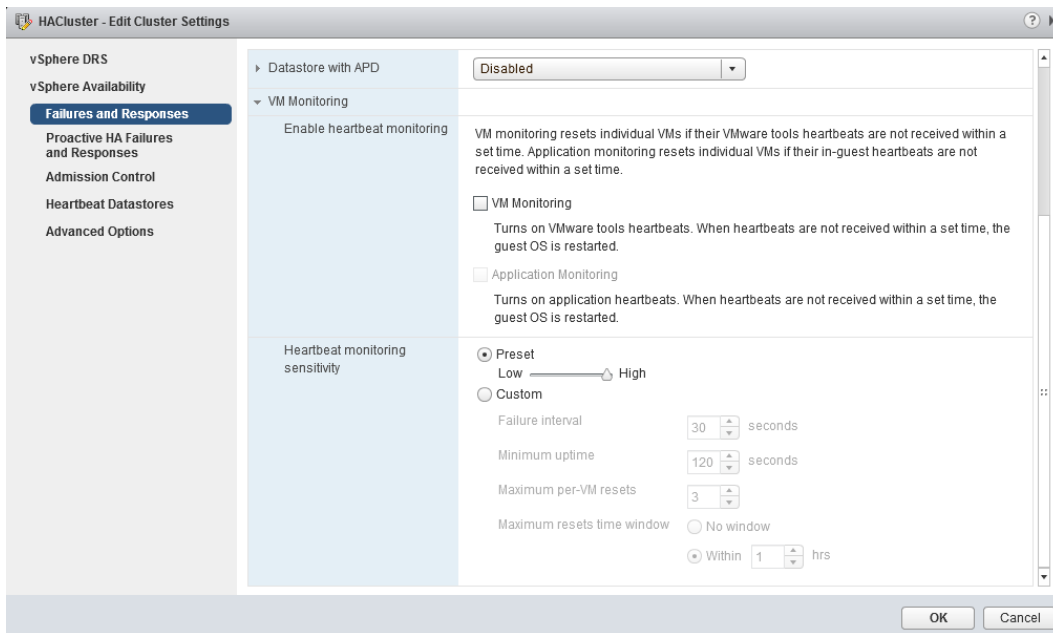 HACluster - Edit Cluster Settings
?
vSphere DRS
vSphere Availability
Failures and Responses
Proactive HA Failures
and Responses
Admission Control
Heartbeat Datastores
Advanced Options
Datastore with APD
Disabled
VM Monitoring
Enable heartbeat monitoring
VM monitoring resets individual VMs if their VMware tools heartbeats are not received within a
set time. Application monitoring resets individual VMs if their in-guest heartbeats are not
received within a set time.
VM Monitoring
Turns on VMware tools heartbeats. When heartbeats are not received within a set time, the
guest OS is restarted.
Application Monitoring
Turns on application heartbeats. When heartbeats are not received within a set time, the
guest OS is restarted.
Heartbeat monitoring
sensitivity
Preset
Low High
Custom
Failure interval 30 seconds
Minimum uptime 120 seconds
Maximum per-VM resets 3
Maximum resets time window No window
Within 1 hrs
OK Cancel